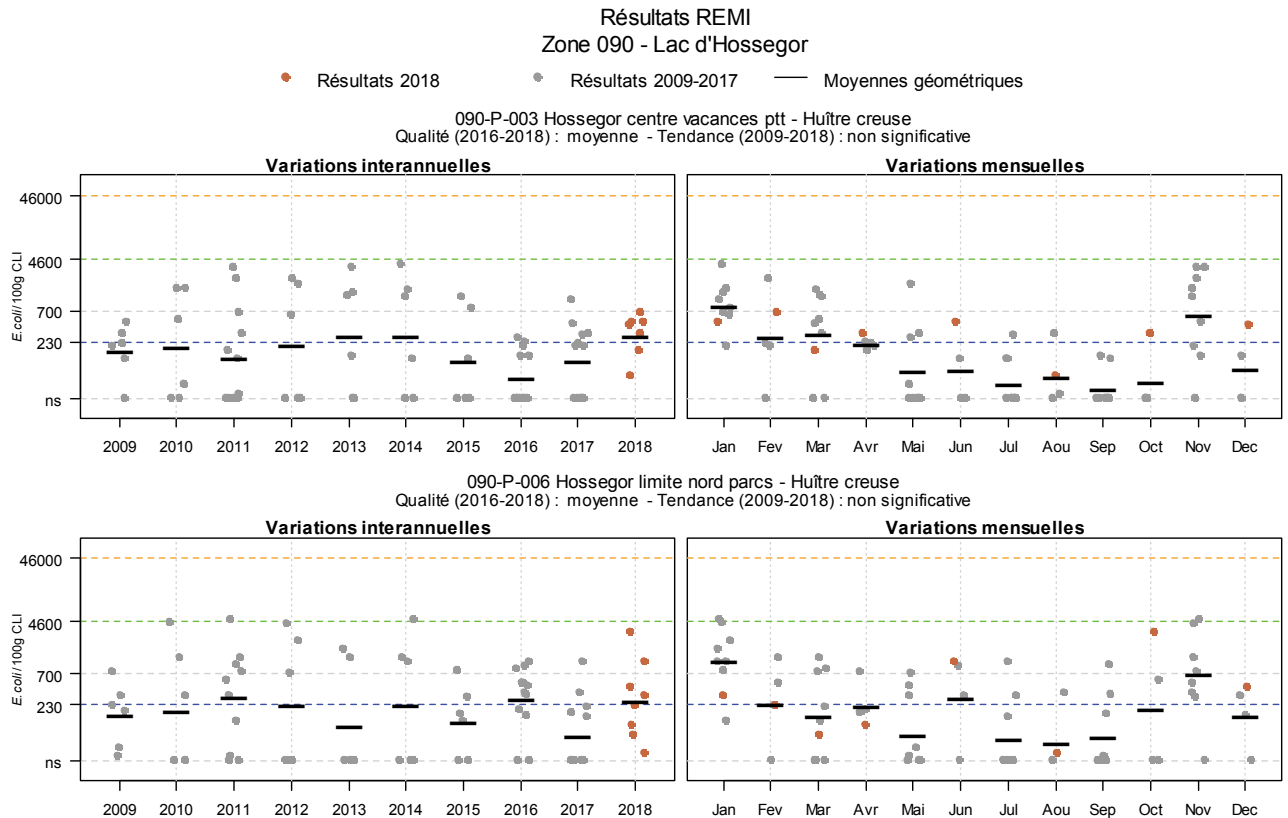 Résultats REMI
Zone 090 - Lac d'Hossegor
Résultats 2018 Résultats 2009-2017 Moyennes géométriques
090-P-003 Hossegor centre vacances ptt - Huître creuse
Qualité (2016-2018) : moyenne - Tendance (2009-2018) : non significative
Variations interannuelles
E.coli/100g CLI
46000
4600
700
230
ns
2009 2010 2011 2012 2013 2014 2015 2016 2017 2018
Variations mensuelles
Jan Fev Mar Avr Mai Jun Jul Aou Sep Oct Nov Dec
090-P-006 Hossegor limite nord parcs - Huître creuse
Qualité (2016-2018) : moyenne - Tendance (2009-2018) : non significative
Variations interannuelles
E.coli/100g CLI
46000
4600
700
230
ns
2009 2010 2011 2012 2013 2014 2015 2016 2017 2018
Variations mensuelles
Jan Fev Mar Avr Mai Jun Jul Aou Sep Oct Nov Dec